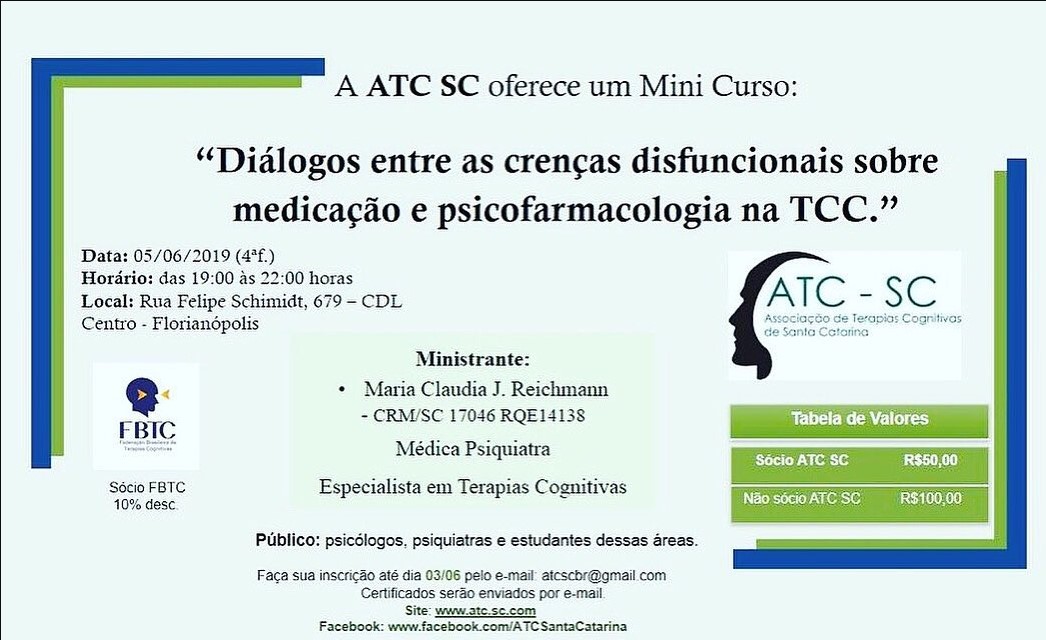 A ATC SC oferece um Mini Curso:
“Diálogos entre as crenças disfuncionais sobre
medicação e psicofarmacologia na TCC.”
Data: 05/06/2019 (4ªf.)
Horário: das 19:00 às 22:00 horas
Local: Rua Felipe Schimidt, 679 – CDL
Centro - Florianópolis
ATC - SC
Associação de Terapias Cognitivas
de Santa Catarina
Ministrante:
• Maria Claudia J. Reichmann
- CRM/SC 17046 RQE14138
Médica Psiquiatra
Especialista em Terapias Cognitivas
FBTC
Federação Brasileira de
Terapias Cognitivas
Sócio FBTC
10% desc.
Tabela de Valores
Sócio ATC SC R$50,00
Não sócio ATC SC R$100,00
Público: psicólogos, psiquiatras e estudantes dessas áreas.
Faça sua inscrição até dia 03/06 pelo e-mail: atcscbr@gmail.com
Certificados serão enviados por e-mail.
Site: www.atc.sc.com
Facebook: www.facebook.com/ATCSantaCatarina